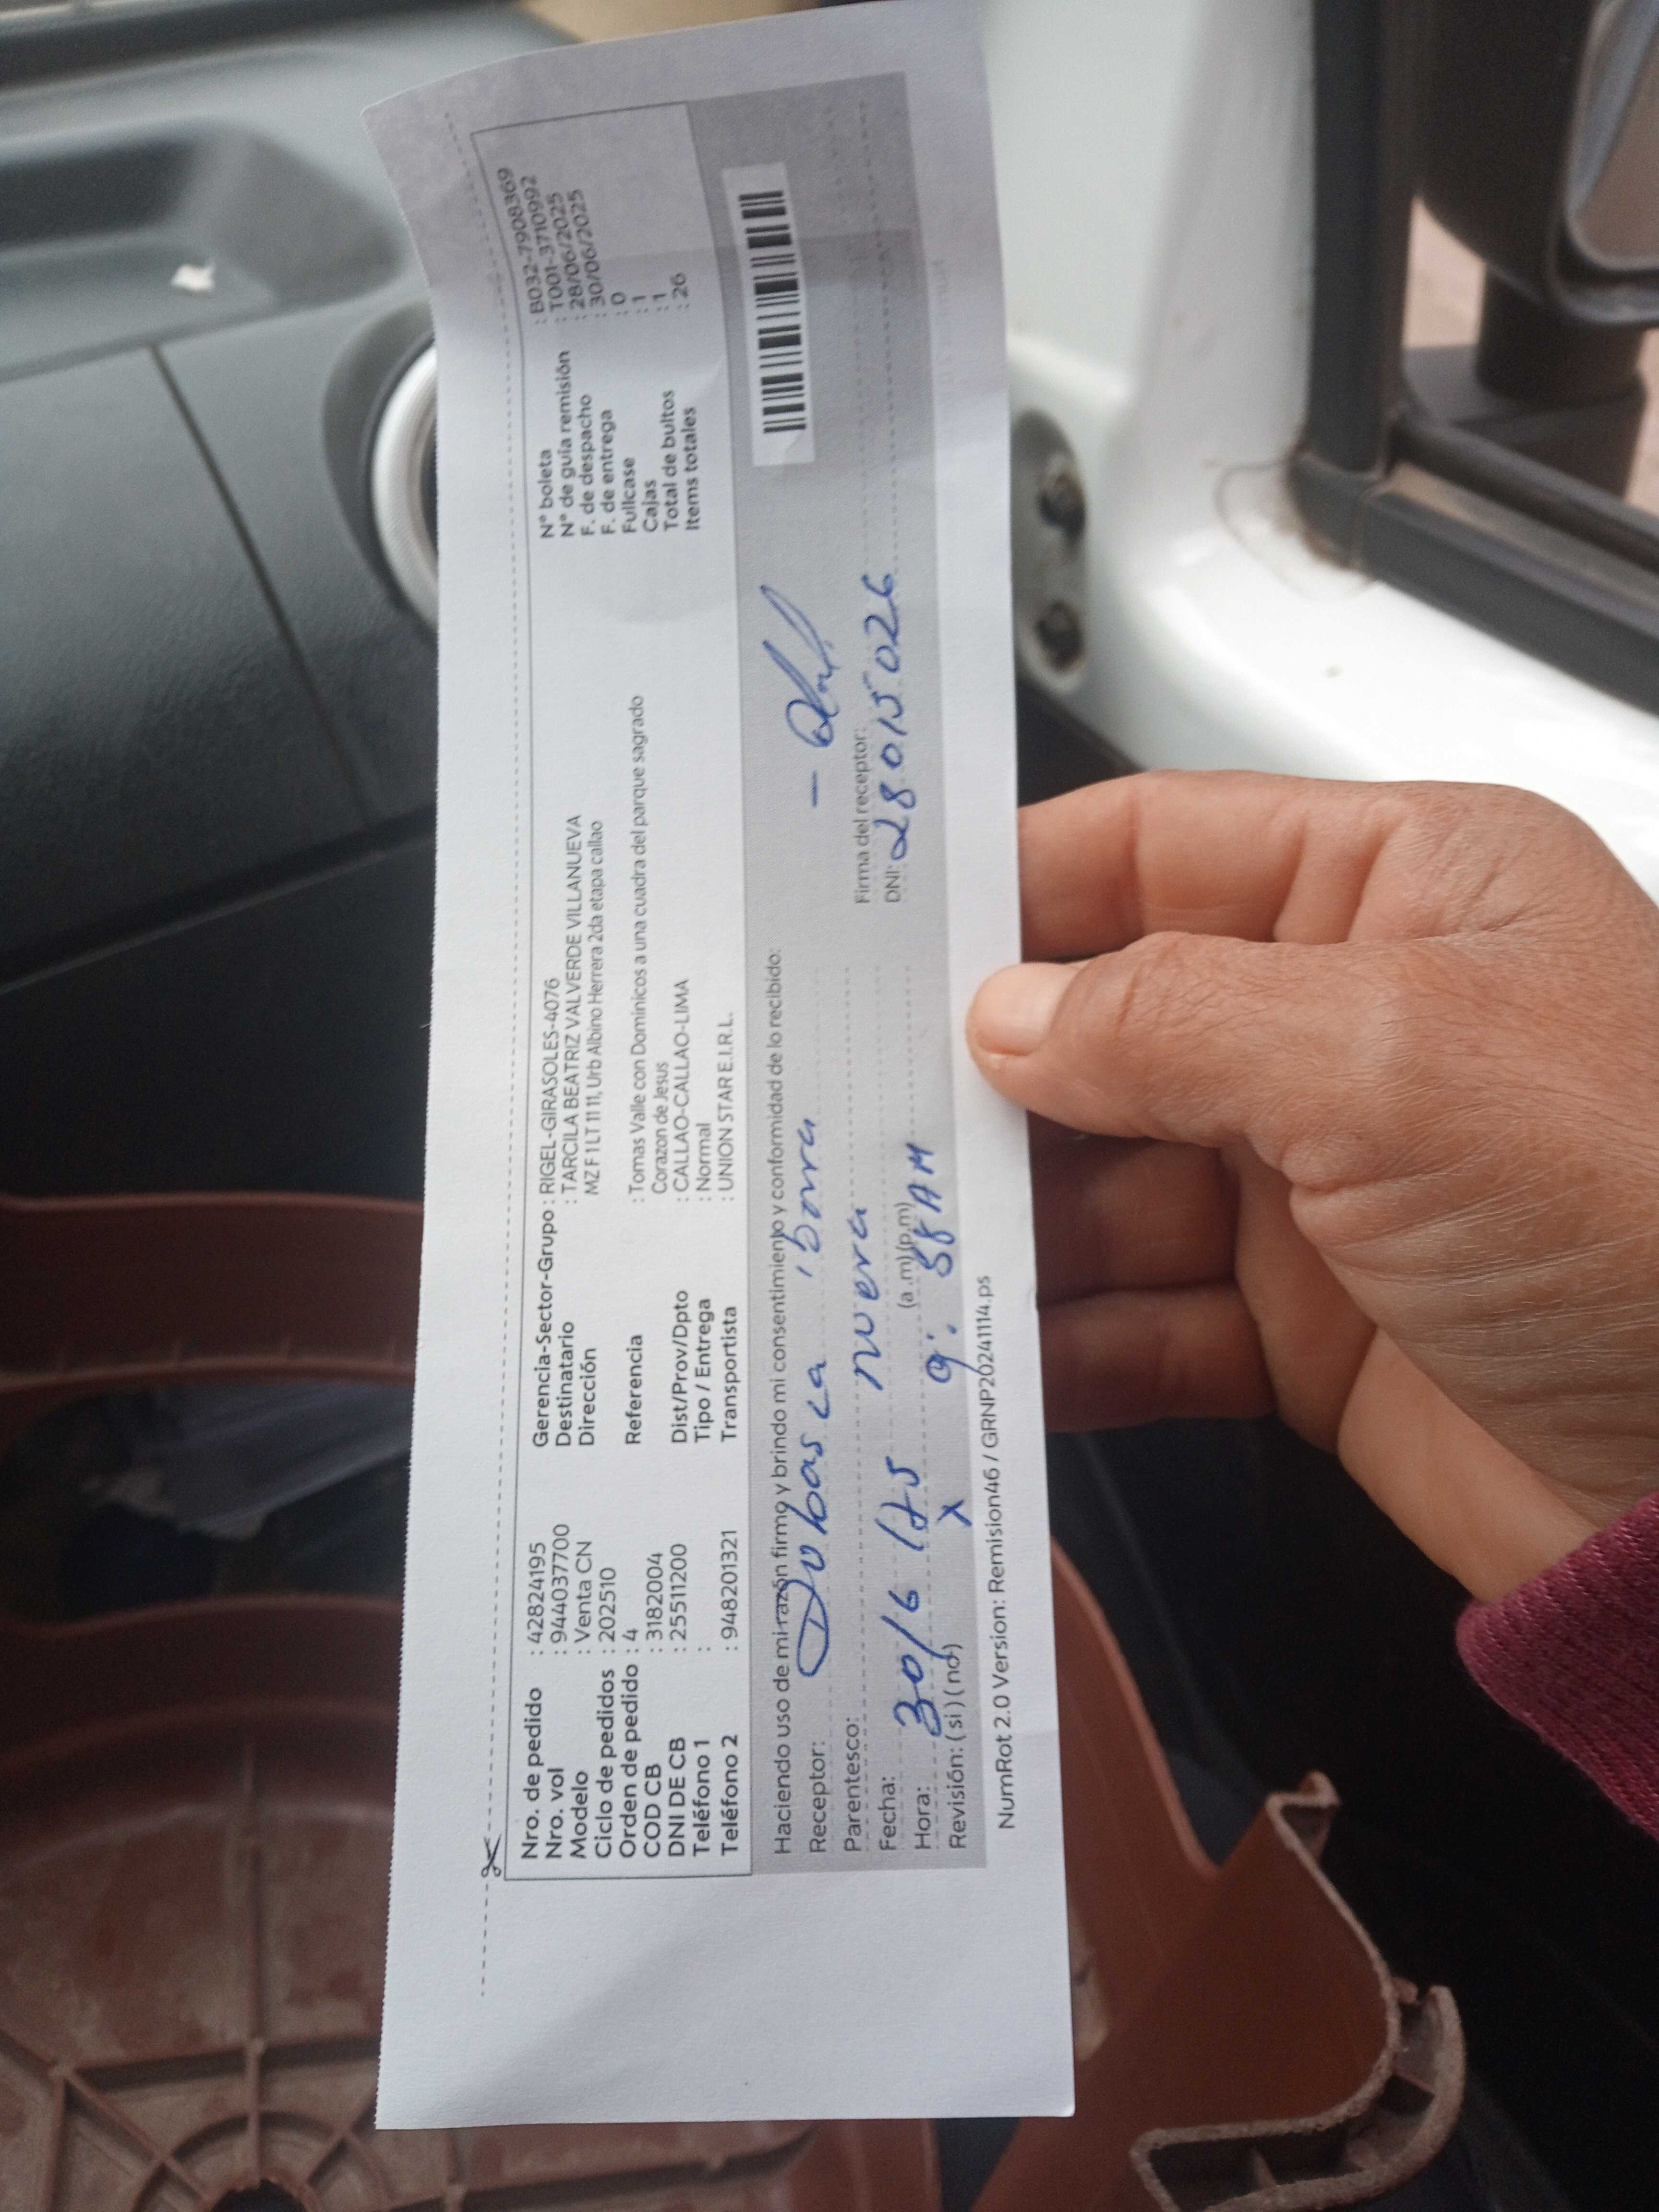 Nro. de pedido : 42824195
Nro. vol : 944037700
Modelo : Venta CN
Ciclo de pedidos : 202510
Orden de pedido : 4
COD CB : 3182004
DNI DE CB : 25511200
Teléfono 1 :
Teléfono 2 : 948201321
Gerencia-Sector-Grupo : RIGEL-GIRASOLES-4076
Destinatario : TARCILA BEATRIZ VALVERDE VILLANUEVA
Dirección MZ F1 LT 11 11, Urb Albino Herrera 2da etapa callao
Referencia : Tomas Valle con Dominicos a una cuadra del parque sagrado
Corazon de Jesus
Dist/Prov/Dpto : CALLAO-CALLAO-LIMA
Tipo / Entrega : Normal
Transportista : UNION STAR E.I.R.L.
N° boleta : B032-7908369
N° de guía remisión : T001-3710992
F. de despacho : 28/06/2025
F. de entrega : 30/06/2025
Fullcase : 0
Cajas : 1
Total de bultos : 1
Items totales : 26
Haciendo uso de mi razón firmo y brindo mi consentimiento y conformidad de lo recibido:
Receptor:
Parentesco: nuera
Fecha: 30/6/25
Hora: 9:58 AM (a.m) (p.m)
Revisión: (si) (no) X
Firma del receptor:
DNI: 28015026
NumRot 2.0 Version: Remision46 / GRNP20241114.ps